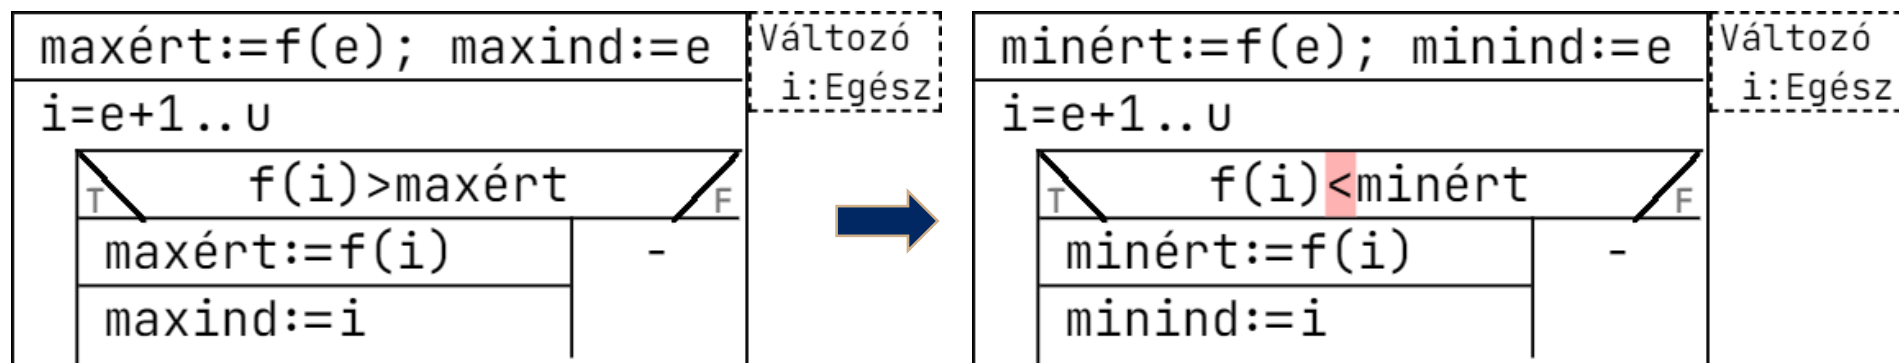 maxért:=f(e); maxind:=e
Változó
i:Egész
i=e+1..u
T
f(i)>maxért
F
maxért:=f(i)
-
maxind:=i
minért:=f(e); minind:=e
Változó
i:Egész
i=e+1..u
T
f(i)<minért
F
minért:=f(i)
-
minind:=i